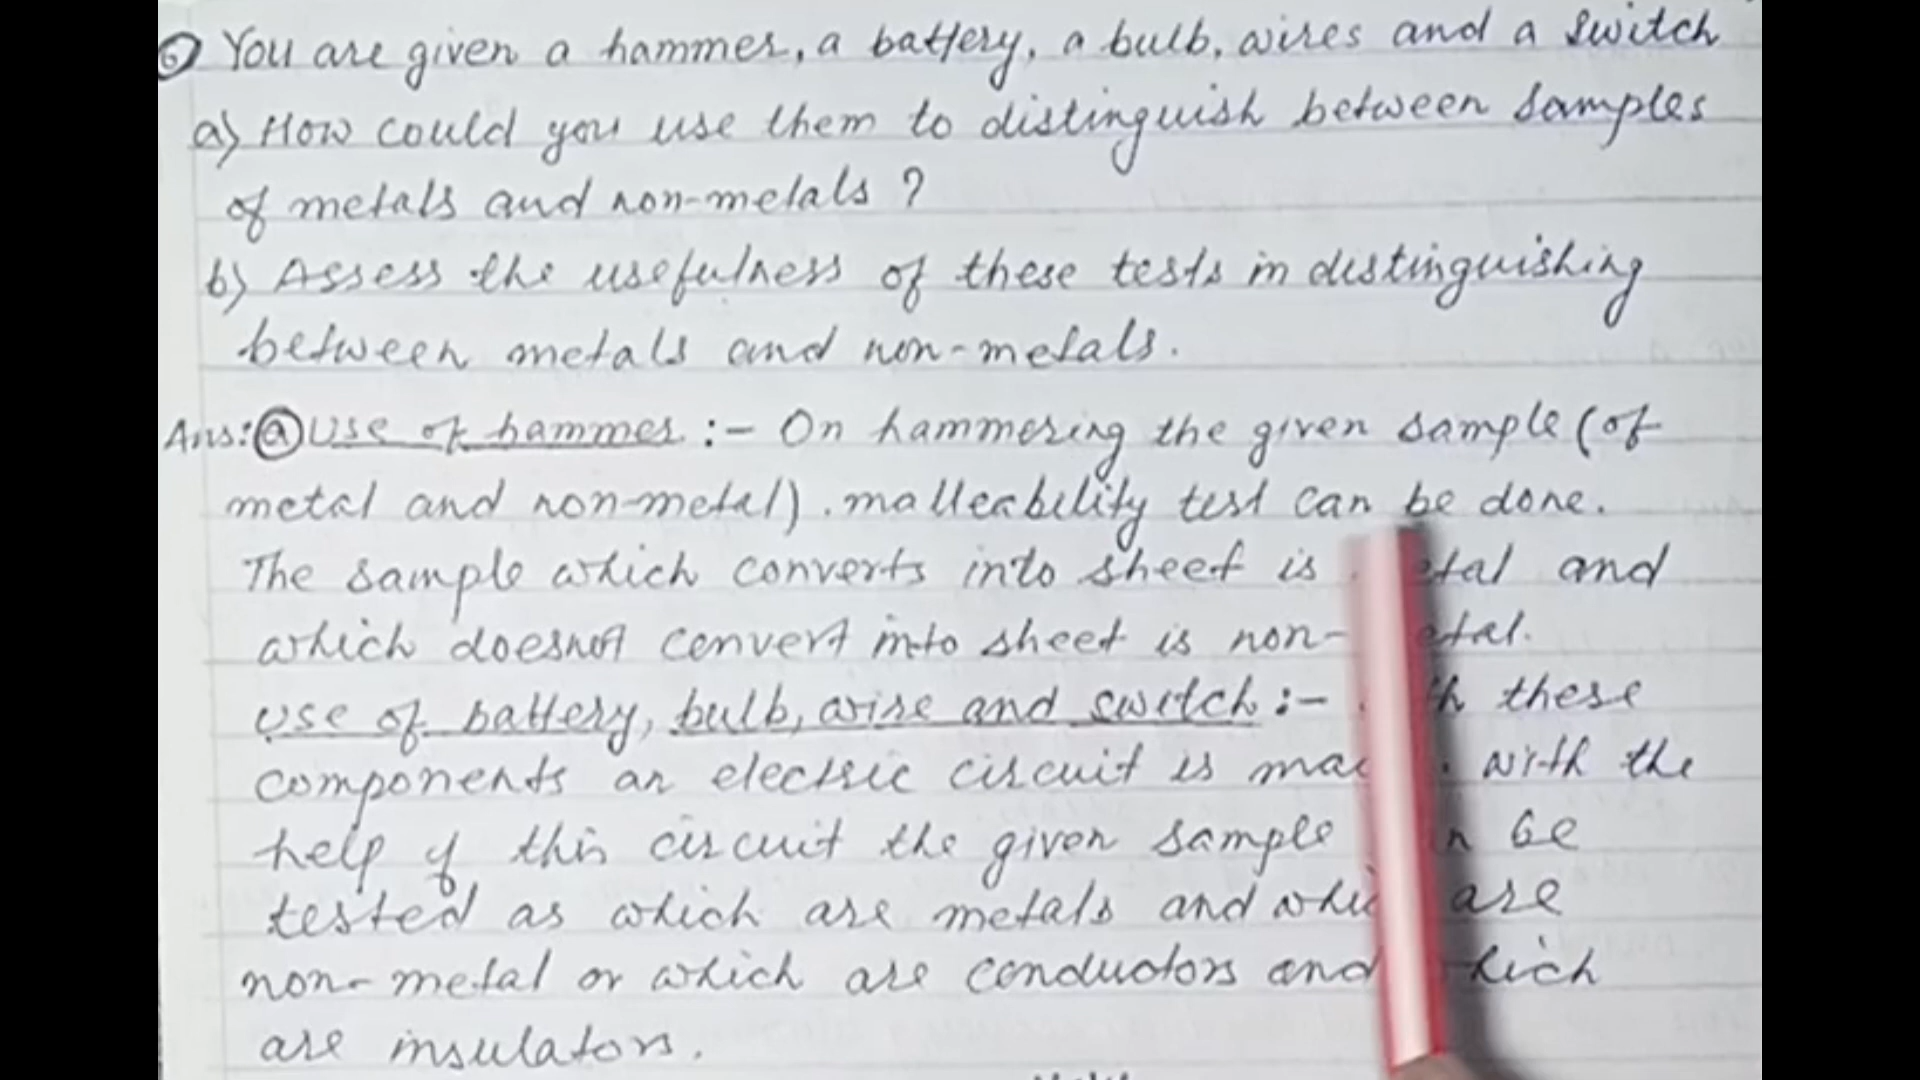 6) You are given a hammer, a battery, a bulb, wires and a switch
a) How could you use them to distinguish between samples
of metals and non-metals ?
b) Assess the usefulness of these tests in distinguishing
between metals and non-metals.
Ans: a) Use of hammer :- On hammering the given sample (of
metal and non-metal). malleability test can be done.
The sample which converts into sheet is and
which doesnot convert into sheet is non-
use of battery, bulb, wire and switch :- these
components an electric circuit is with the
help of this circuit the given sample be
tested as which are metals and are
non-metal or which are conductors and
are insulators.